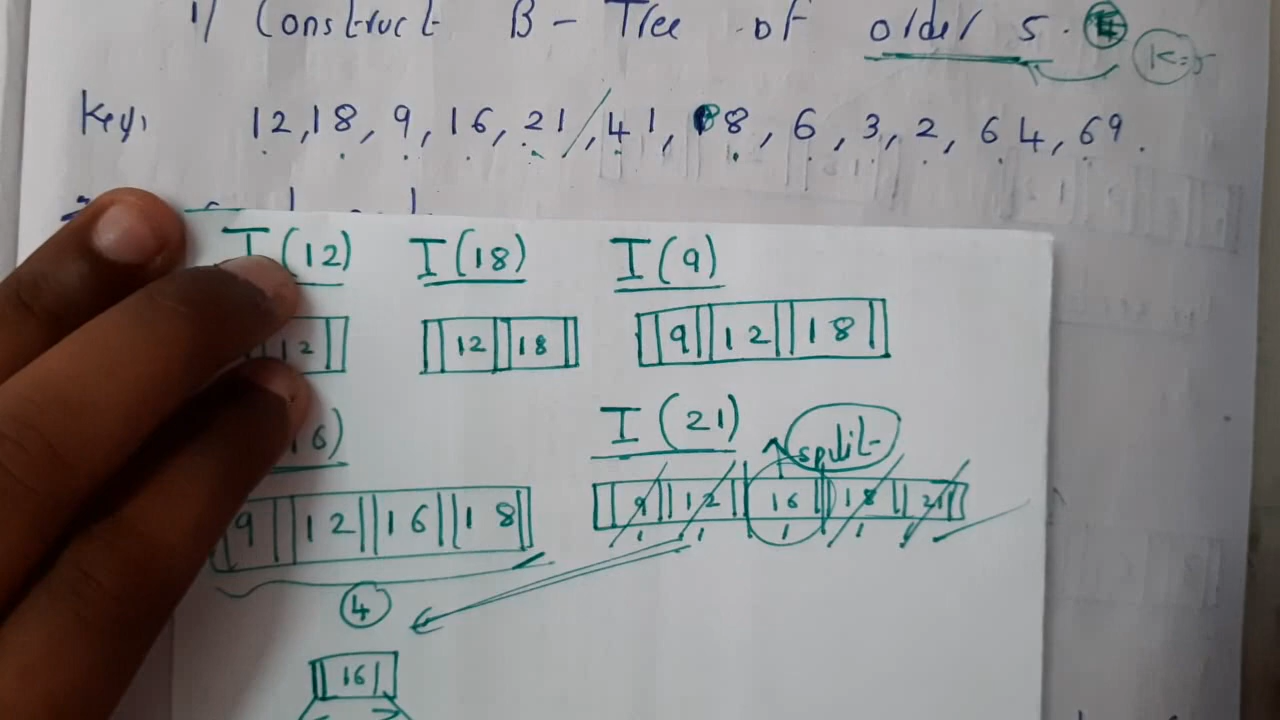 1) Construct B-Tree of order 5.
K=5
Keys 12, 18, 9, 16, 21, 41, 8, 6, 3, 2, 64, 69.
I(12) I(18) I(9)
12 12 18 9 12 18
6) I(21) split
9 12 16 18 9 12 16 18 21
4
16